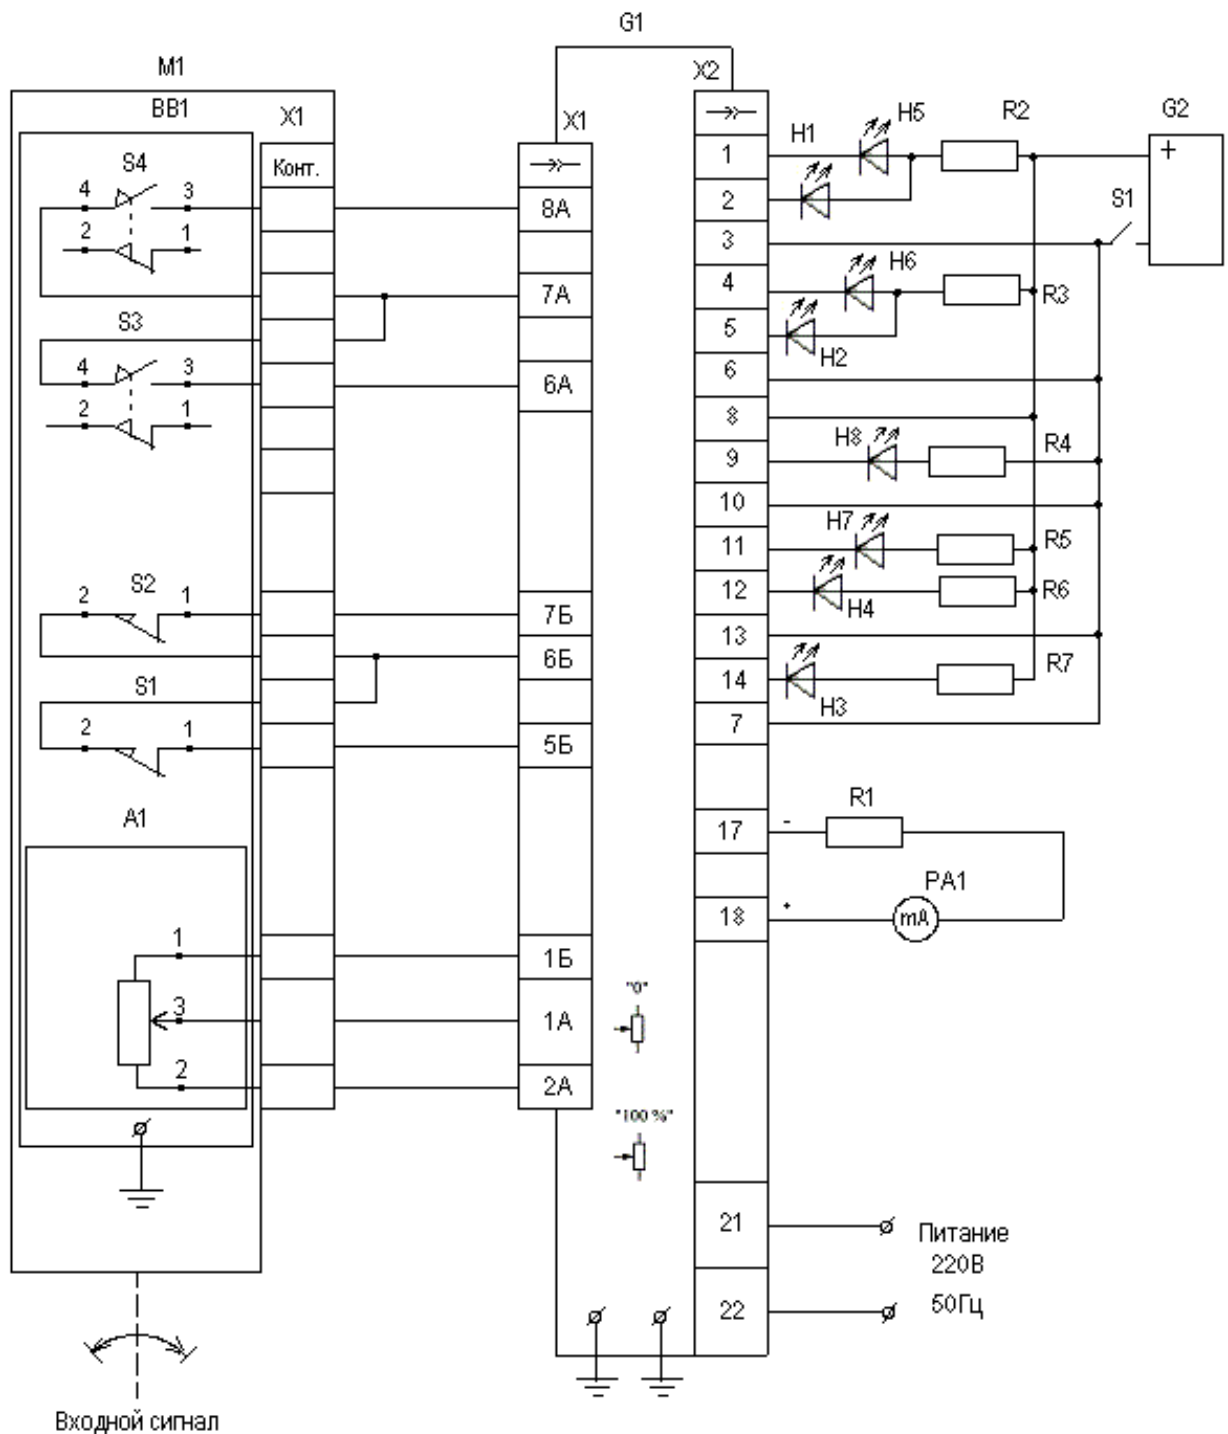 G1
M1
X2
BB1
X1
X1
H1
H5
R2
G2
S4
Конт.
1
+
4
3
8А
2
S1
2
1
3
H6
7А
4
R3
S3
5
H2
4
3
6А
6
2
1
8
H8
R4
9
10
H7
R5
11
S2
12
H4
R6
2
1
7Б
13
6Б
R7
14
S1
H3
7
2
1
5Б
R1
A1
17
-
PA1
18
+
mA
1
1Б
"0"
3
1А
2
2А
"100 %"
21
Питание
220В
22
50Гц
Входной сигнал